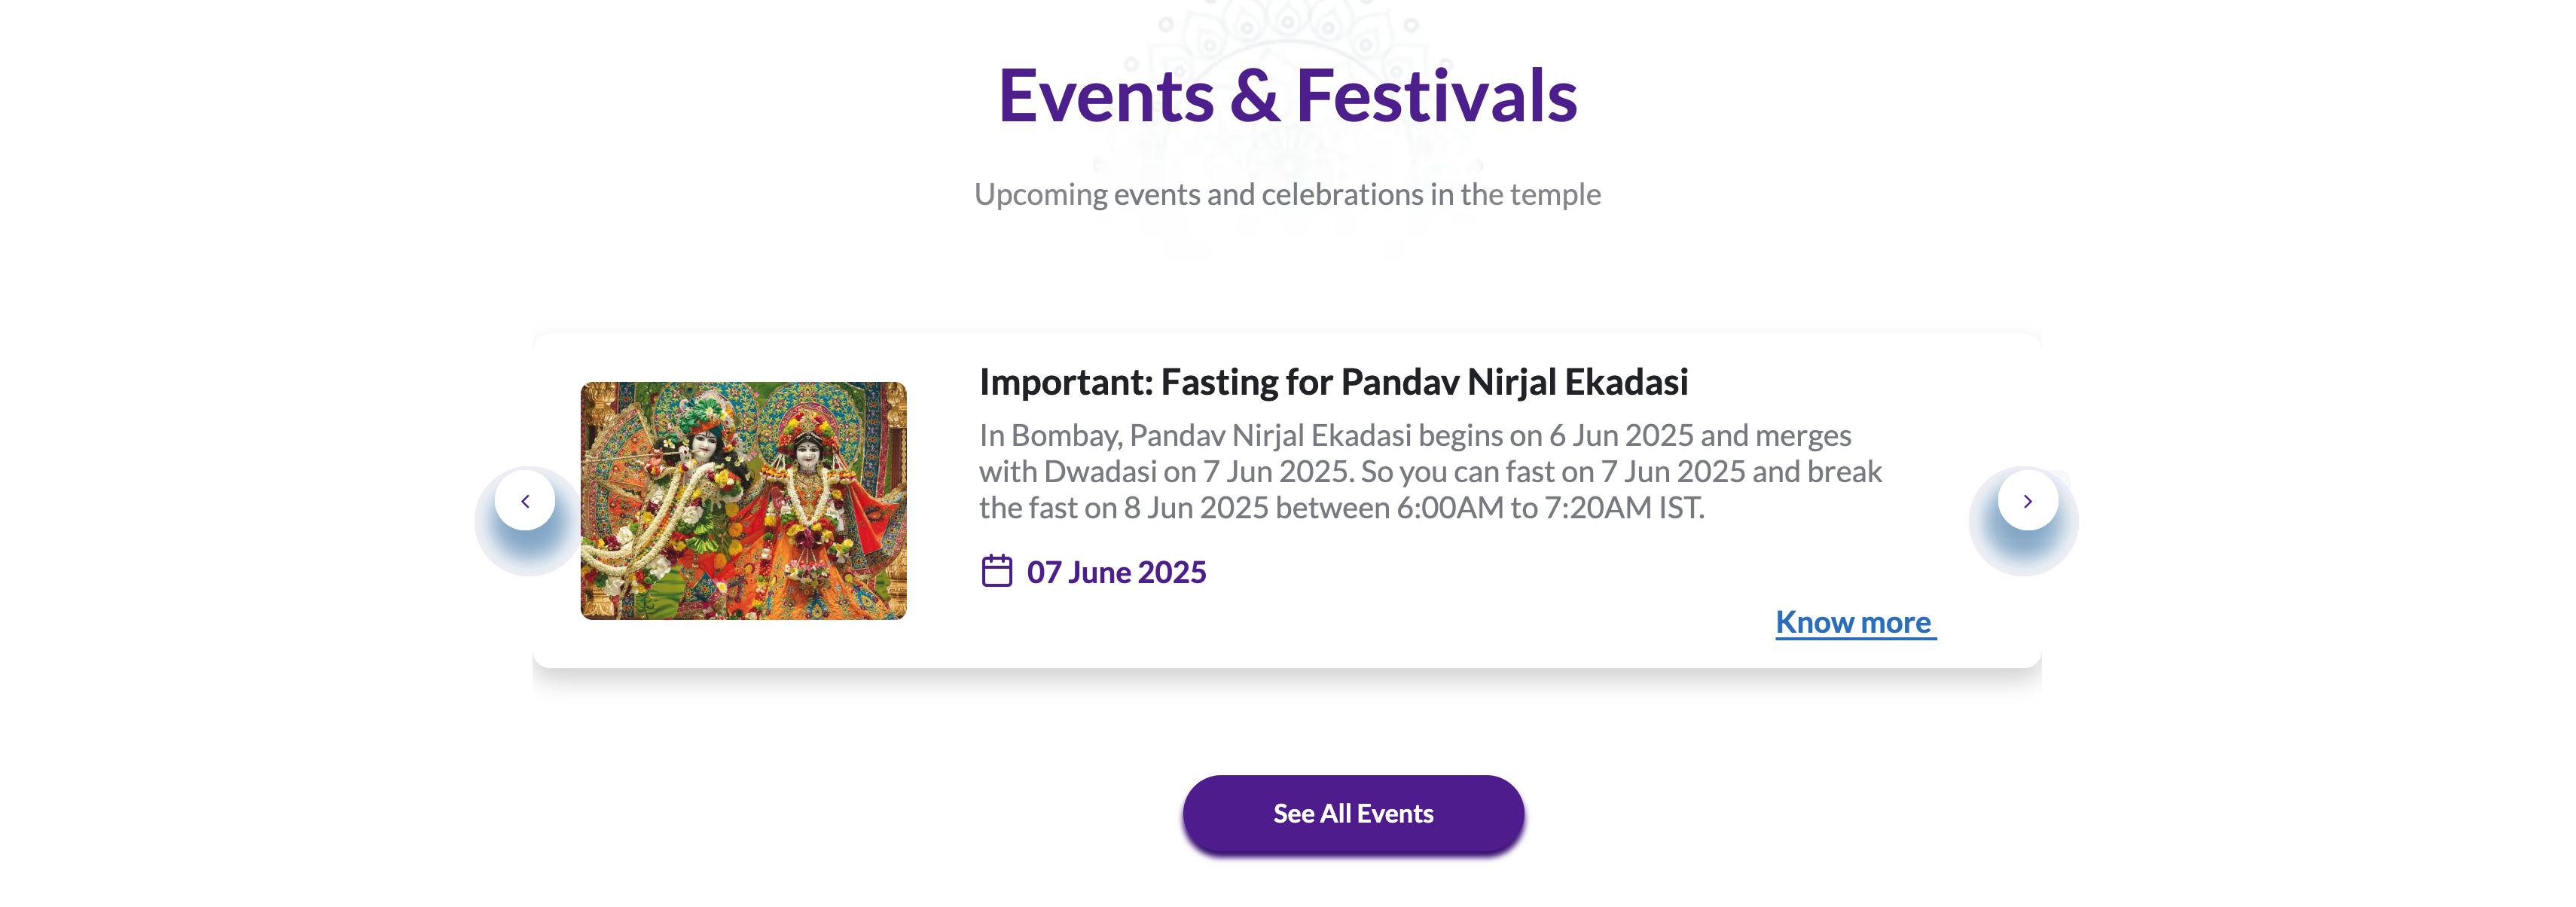 Events & Festivals
Upcoming events and celebrations in the temple
Important: Fasting for Pandav Nirjal Ekadasi
In Bombay, Pandav Nirjal Ekadasi begins on 6 Jun 2025 and merges
with Dwadasi on 7 Jun 2025. So you can fast on 7 Jun 2025 and break
the fast on 8 Jun 2025 between 6:00AM to 7:20AM IST.
07 June 2025
Know more
See All Events